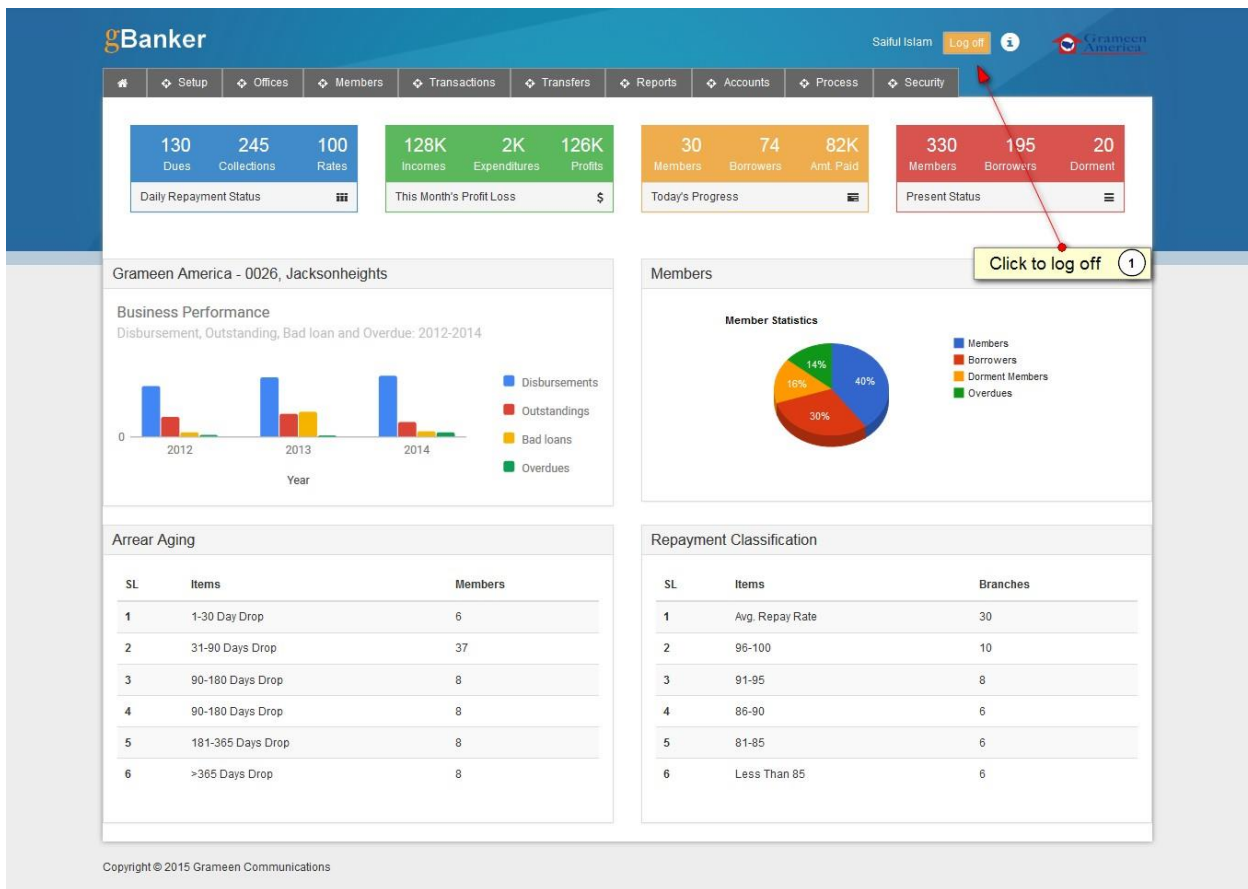 gBanker
Saiful Islam Log off i Grameen America
Setup Offices Members Transactions Transfers Reports Accounts Process Security
130 245 100
Dues Collections Rates
Daily Repayment Status
128K 2K 126K
Incomes Expenditures Profits
This Month's Profit Loss $
30 74 82K
Members Borrowers Amt. Paid
Today's Progress
330 195 20
Members Borrowers Dorment
Present Status
Click to log off 1
Grameen America - 0026, Jacksonheights
Business Performance
Disbursement, Outstanding, Bad loan and Overdue: 2012-2014
Disbursements
Outstandings
Bad loans
Overdues
0
2012 2013 2014
Year
Members
Member Statistics
14%
16%
40%
30%
Members
Borrowers
Dorment Members
Overdues
Arrear Aging
SL Items Members
1 1-30 Day Drop 6
2 31-90 Days Drop 37
3 90-180 Days Drop 8
4 90-180 Days Drop 8
5 181-365 Days Drop 8
6 >365 Days Drop 8
Repayment Classification
SL Items Branches
1 Avg. Repay Rate 30
2 96-100 10
3 91-95 8
4 86-90 6
5 81-85 6
6 Less Than 85 6
Copyright © 2015 Grameen Communications